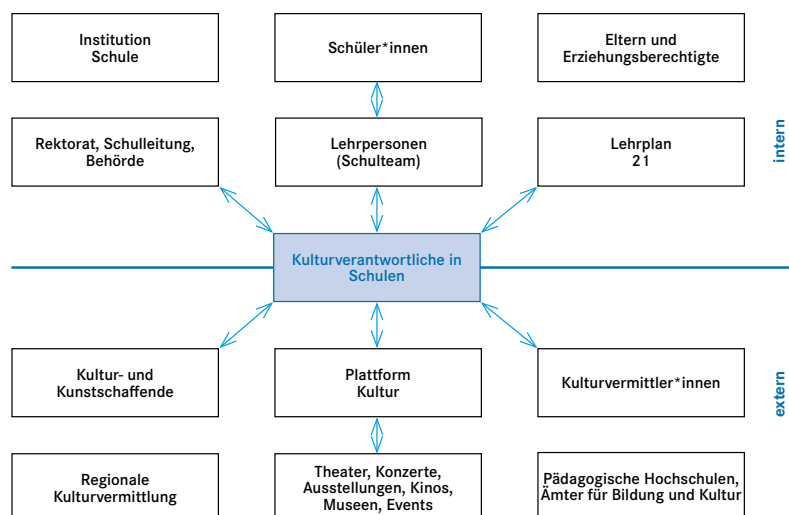 Institution
Schule
Schüler*innen
Eltern und
Erziehungsberechtigte
Rektorat, Schulleitung,
Behörde
Lehrpersonen
(Schulteam)
Lehrplan
21
intern
Kulturverantwortliche in
Schulen
Kultur- und
Kunstschaffende
Plattform
Kultur
Kulturvermittler*innen
extern
Regionale
Kulturvermittlung
Theater, Konzerte,
Ausstellungen, Kinos,
Museen, Events
Pädagogische Hochschulen,
Ämter für Bildung und Kultur